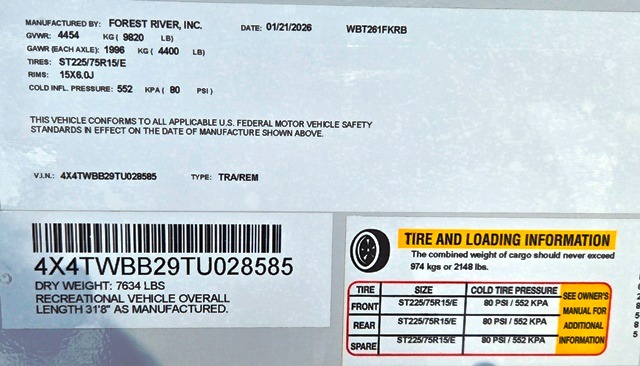 MANUFACTURED BY: FOREST RIVER, INC. DATE: 01/21/2026 WBT261FKRB
GVWR: 4454 KG ( 9820 LB)
GAWR (EACH AXLE): 1996 KG ( 4400 LB)
TIRES: ST225/75R15/E
RIMS: 15X6.0J
COLD INFL. PRESSURE: 552 KPA ( 80 PSI )
THIS VEHICLE CONFORMS TO ALL APPLICABLE U.S. FEDERAL MOTOR VEHICLE SAFETY
STANDARDS IN EFFECT ON THE DATE OF MANUFACTURE SHOWN ABOVE.
V.I.N.: 4X4TWBB29TU028585 TYPE: TRA/REM
4X4TWBB29TU028585
DRY WEIGHT: 7634 LBS
RECREATIONAL VEHICLE OVERALL
LENGTH 31'8" AS MANUFACTURED.
TIRE AND LOADING INFORMATION
The combined weight of cargo should never exceed
974 kgs or 2148 lbs.
TIRE SIZE COLD TIRE PRESSURE
FRONT ST225/75R15/E 80 PSI / 552 KPA
REAR ST225/75R15/E 80 PSI / 552 KPA
SPARE ST225/75R15/E 80 PSI / 552 KPA
SEE OWNER'S
MANUAL FOR
ADDITIONAL
INFORMATION